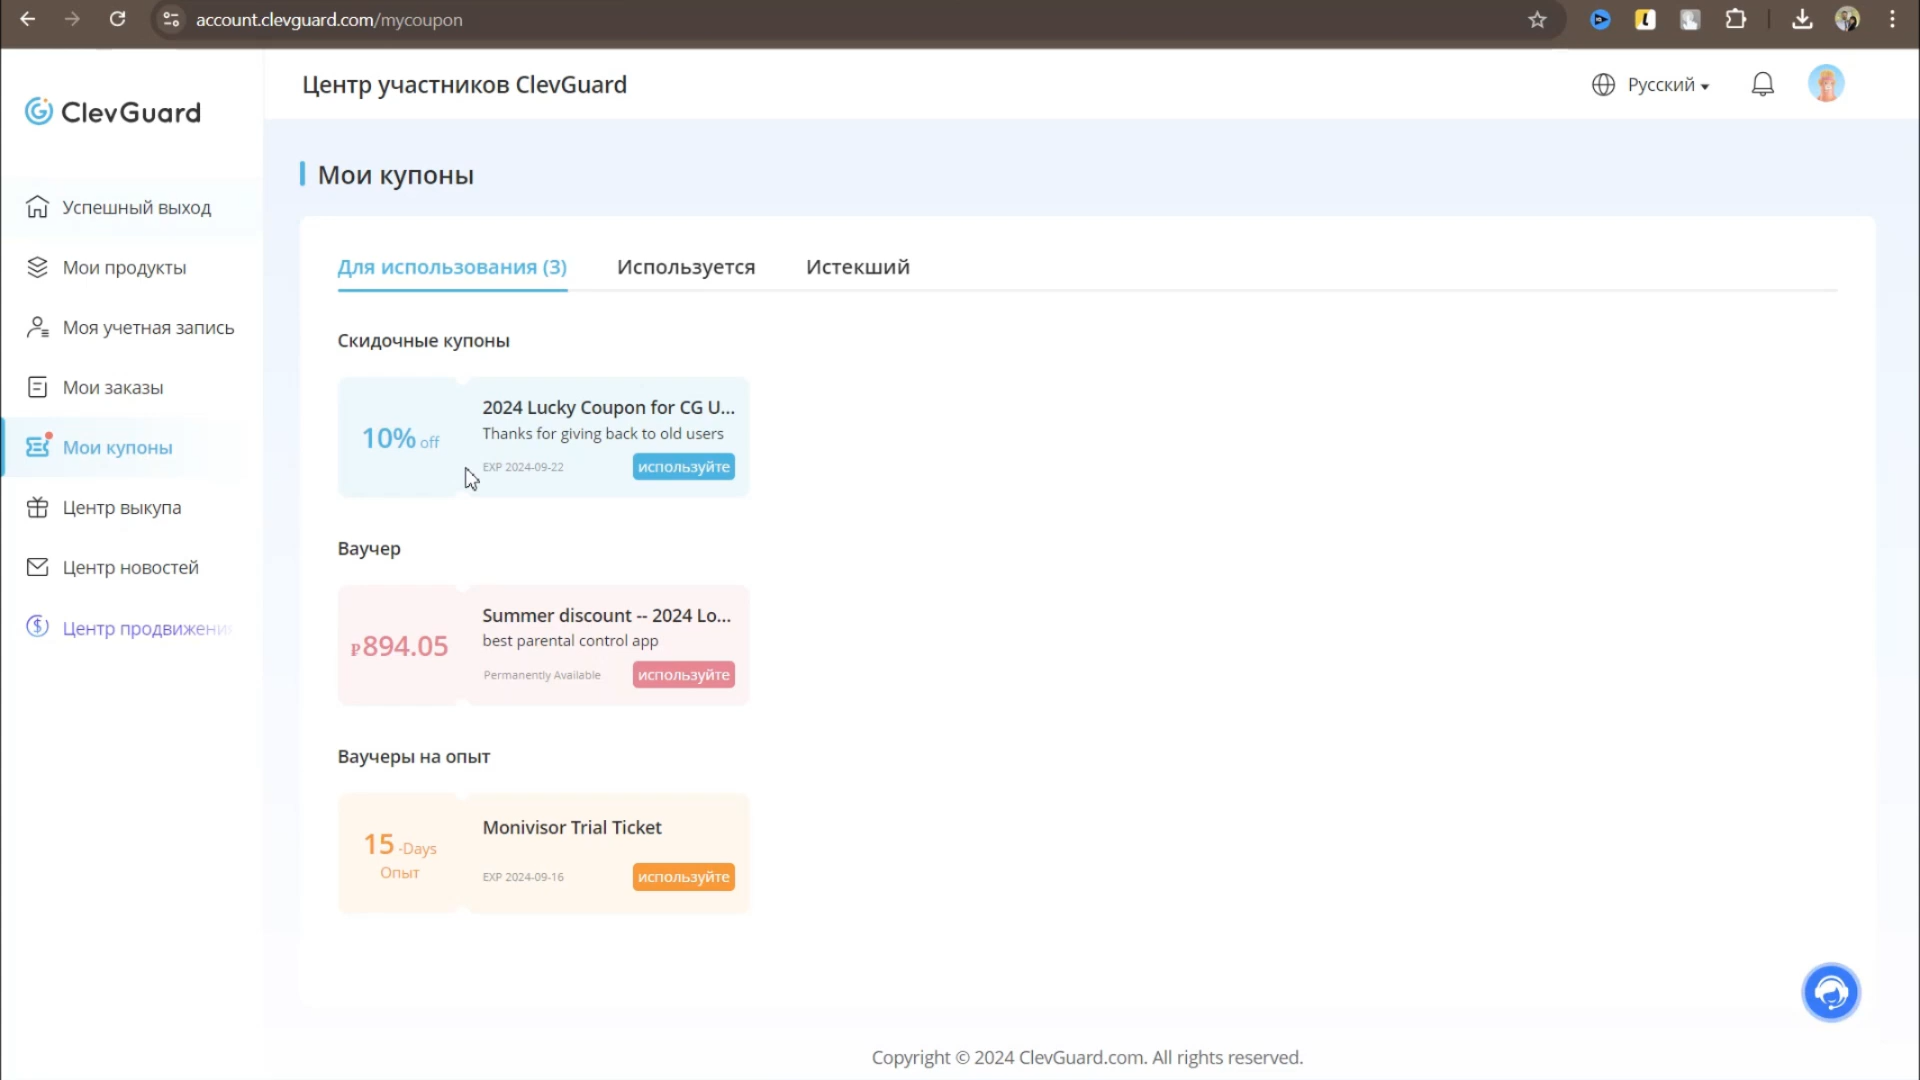 account.clevguard.com/mycoupon
ClevGuard
Центр участников ClevGuard
Русский
Успешный выход
Мои продукты
Моя учетная запись
Мои заказы
Мои купоны
Центр выкупа
Центр новостей
Центр продвижения
Мои купоны
Для использования (3)
Используется
Истекший
Скидочные купоны
10% off
2024 Lucky Coupon for CG U...
Thanks for giving back to old users
EXP 2024-09-22
используйте
Ваучер
₽894.05
Summer discount -- 2024 Lo...
best parental control app
Permanently Available
используйте
Ваучеры на опыт
15 -Days
Опыт
Monivisor Trial Ticket
EXP 2024-09-16
используйте
Copyright © 2024 ClevGuard.com. All rights reserved.